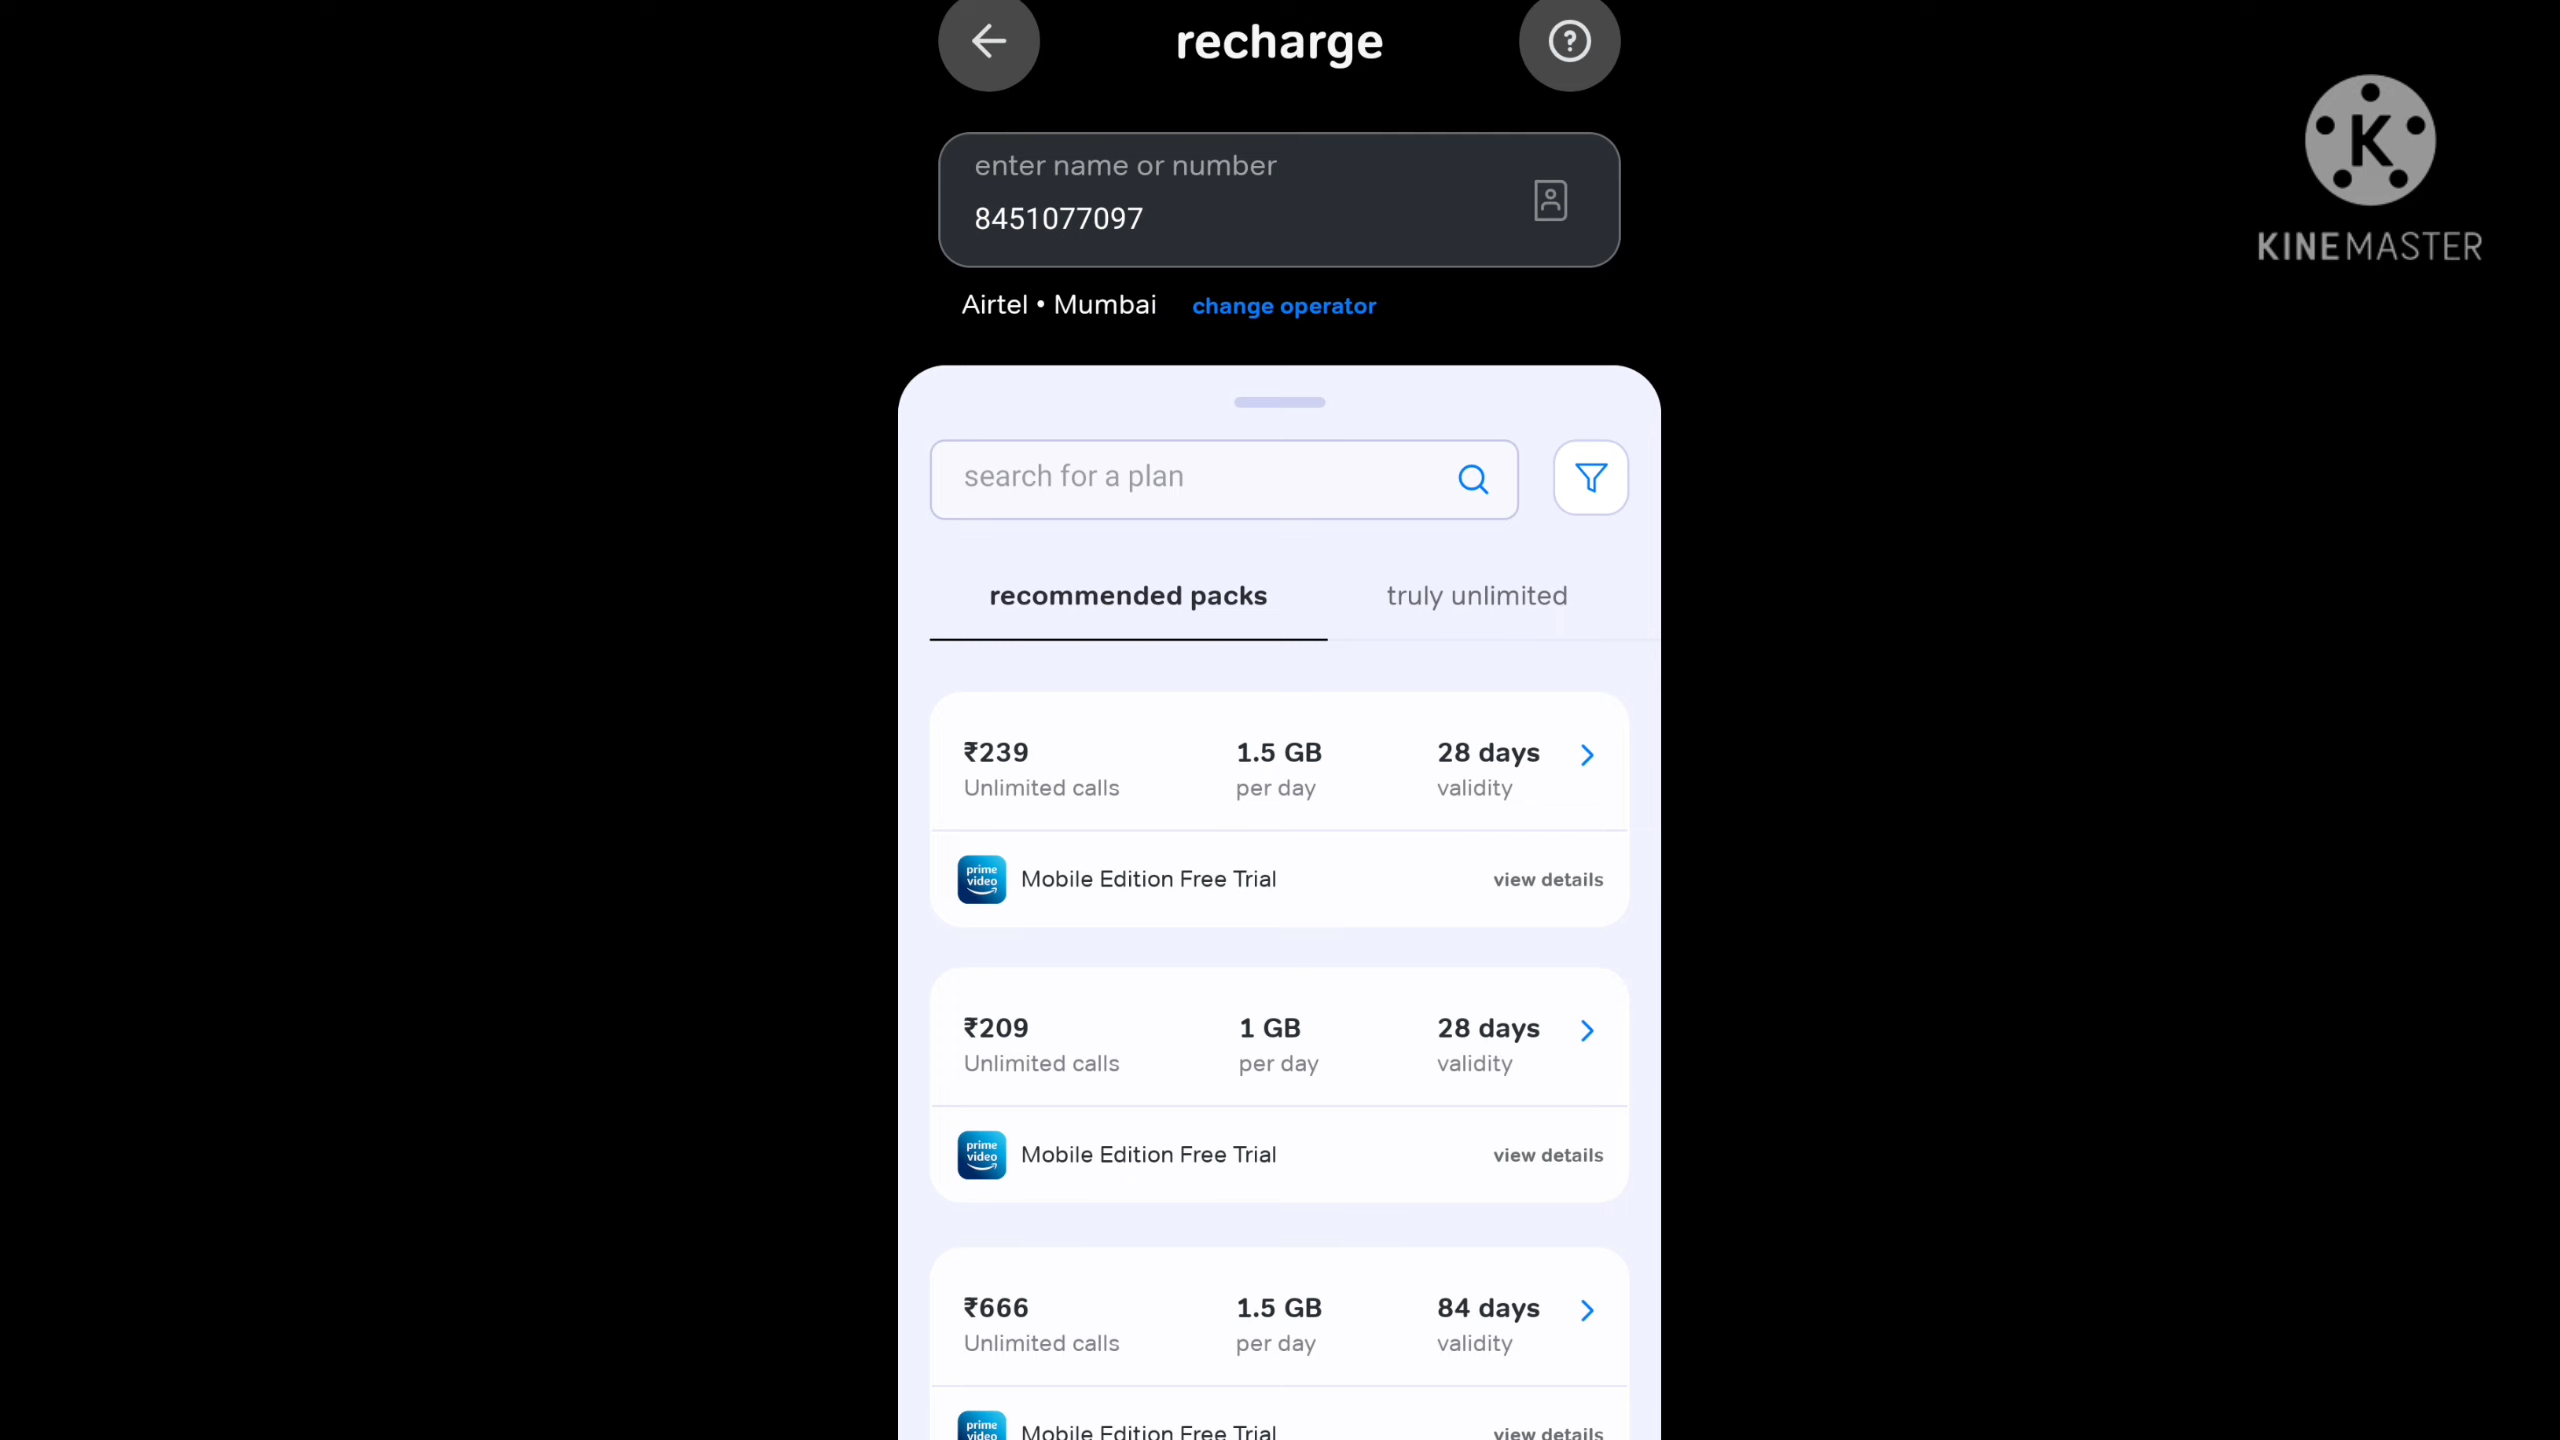 recharge
enter name or number
8451077097
Airtel • Mumbai change operator
K
KINEMASTER
search for a plan
recommended packs truly unlimited
₹239 1.5 GB 28 days
Unlimited calls per day validity
prime video Mobile Edition Free Trial view details
₹209 1 GB 28 days
Unlimited calls per day validity
prime video Mobile Edition Free Trial view details
₹666 1.5 GB 84 days
Unlimited calls per day validity
prime video Mobile Edition Free Trial view details